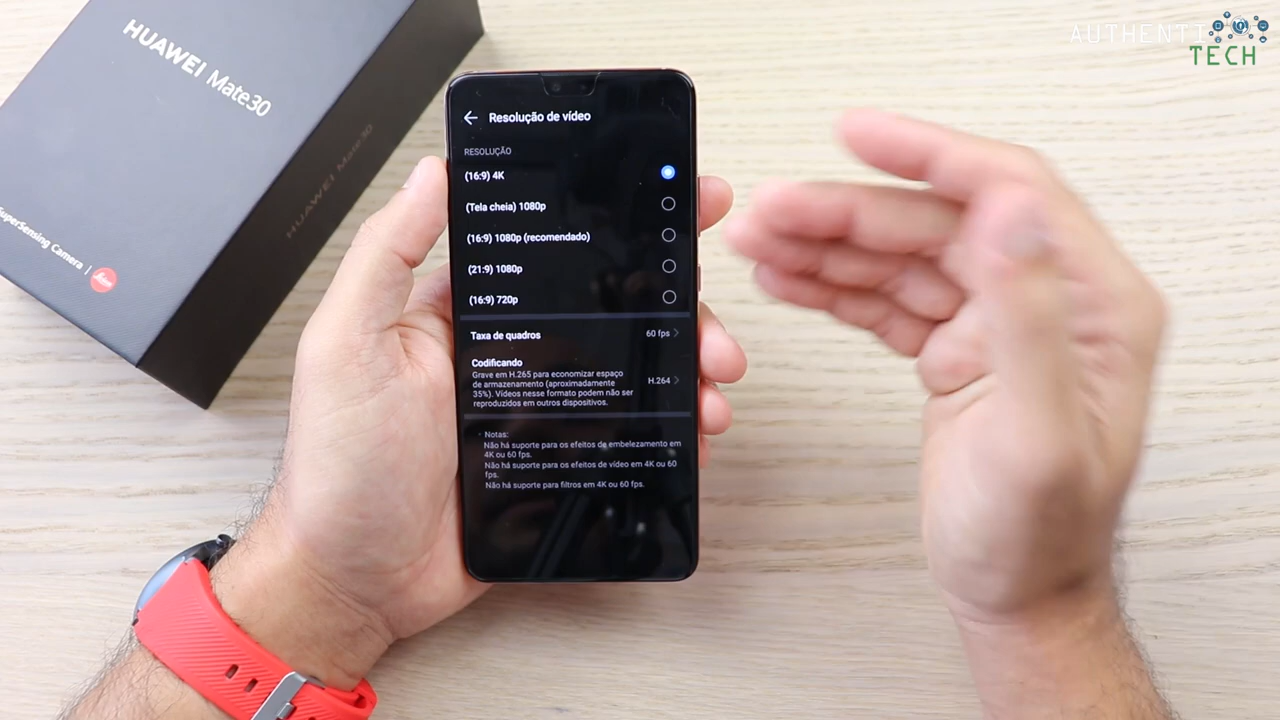 AUTHENTI
TECH
HUAWEI Mate30
HUAWEI Mate30
SuperSensing Camera |
Resolução de vídeo
RESOLUÇÃO
(16:9) 4K
(Tela cheia) 1080p
(16:9) 1080p (recomendado)
(21:9) 1080p
(16:9) 720p
Taxa de quadros
60 fps
Codificando
Grave em H.265 para economizar espaço
de armazenamento (aproximadamente
35%). Vídeos nesse formato podem não ser
reproduzidos em outros dispositivos.
H.264
Notas:
Não há suporte para os efeitos de embelezamento em
4K ou 60 fps.
Não há suporte para os efeitos de vídeo em 4K ou 60
fps.
Não há suporte para filtros em 4K ou 60 fps.